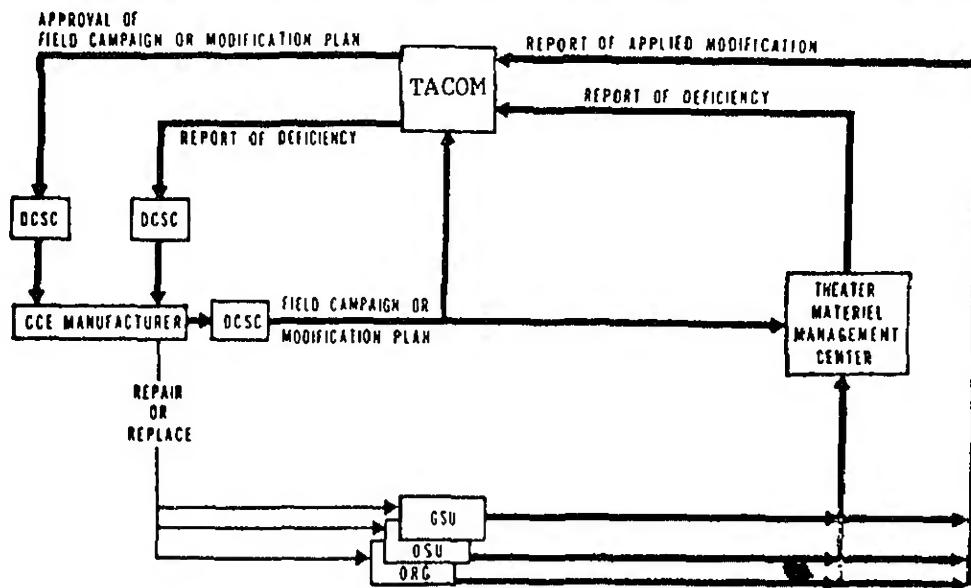 APPROVAL OF
FIELD CAMPAIGN OR MODIFICATION PLAN
REPORT OF APPLIED MODIFICATION
TACOM
REPORT OF DEFICIENCY
REPORT OF DEFICIENCY
DCSC
DCSC
CCE MANUFACTURER
DCSC
FIELD CAMPAIGN OR
MODIFICATION PLAN
THEATER
MATERIEL
MANAGEMENT
CENTER
REPAIR
OR
REPLACE
GSU
DSU
ORG